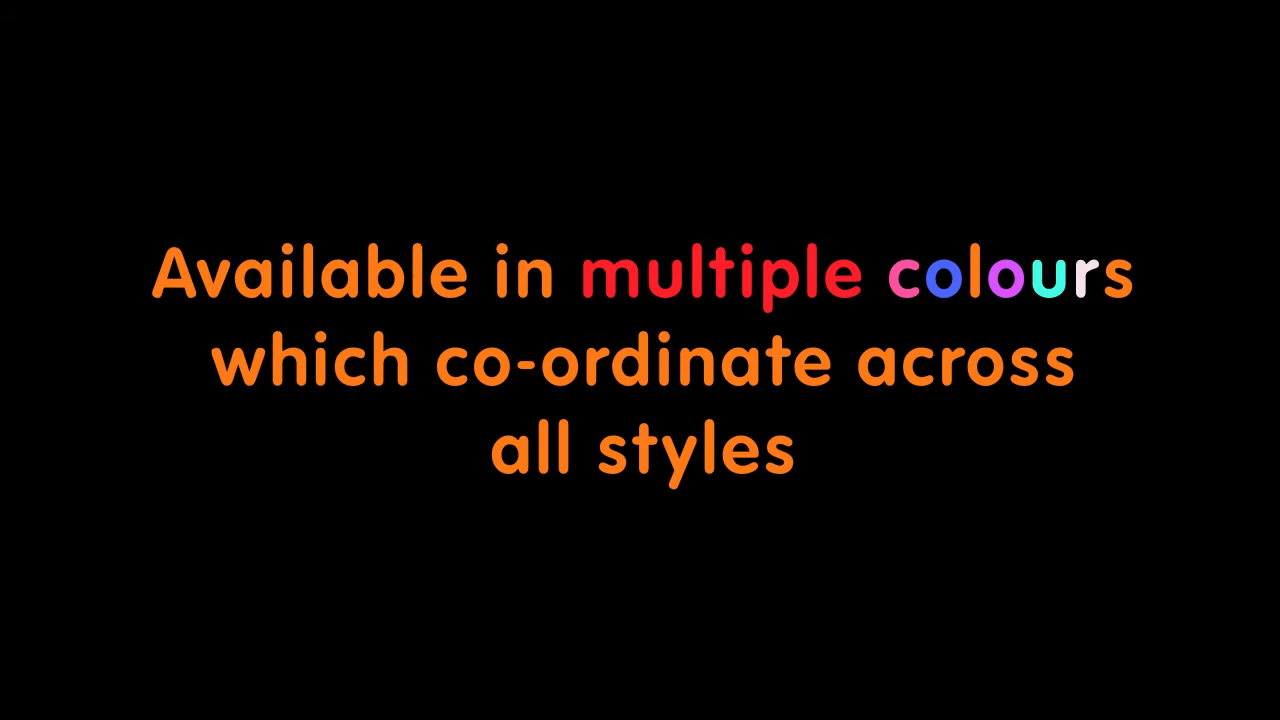 Available in multiple colours
which co-ordinate across
all styles